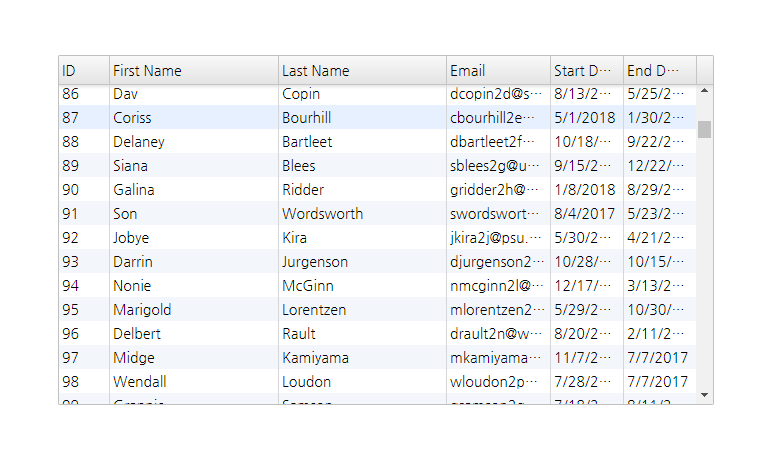 ID First Name Last Name Email Start D··· End D···
86 Dav Copin dcopin2d@s··· 8/13/2··· 5/25/2···
87 Coriss Bourhill cbourhill2e··· 5/1/2018 1/30/2···
88 Delaney Bartleet dbartleet2f··· 10/18/··· 9/22/2···
89 Siana Blees sblees2g@u··· 9/15/2··· 12/22/···
90 Galina Ridder gridder2h@··· 1/8/2018 8/29/2···
91 Son Wordsworth swordswort··· 8/4/2017 5/23/2···
92 Jobye Kira jkira2j@psu.··· 5/30/2··· 4/21/2···
93 Darrin Jurgenson djurgenson2··· 10/28/··· 10/15/···
94 Nonie McGinn nmcginn2l@··· 12/17/··· 3/13/2···
95 Marigold Lorentzen mlorentzen2··· 5/29/2··· 10/30/···
96 Delbert Rault drault2n@w··· 8/20/2··· 2/11/2···
97 Midge Kamiyama mkamiyama··· 11/7/2··· 7/7/2017
98 Wendall Loudon wloudon2p··· 7/28/2··· 7/7/2017